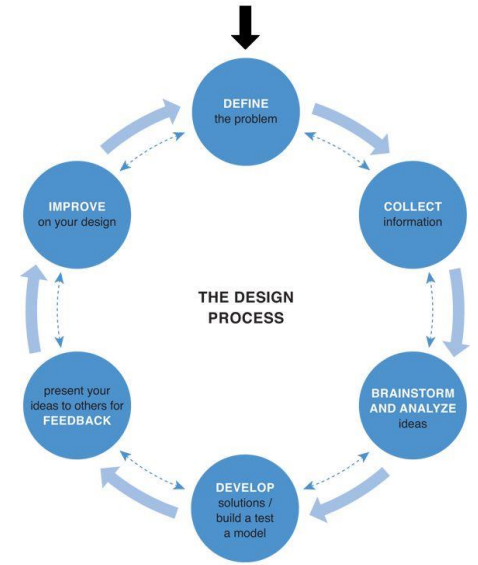 DEFINE
the problem
COLLECT
information
BRAINSTORM
AND ANALYZE
ideas
DEVELOP
solutions /
build a test
a model
present your
ideas to others for
FEEDBACK
IMPROVE
on your design
THE DESIGN
PROCESS